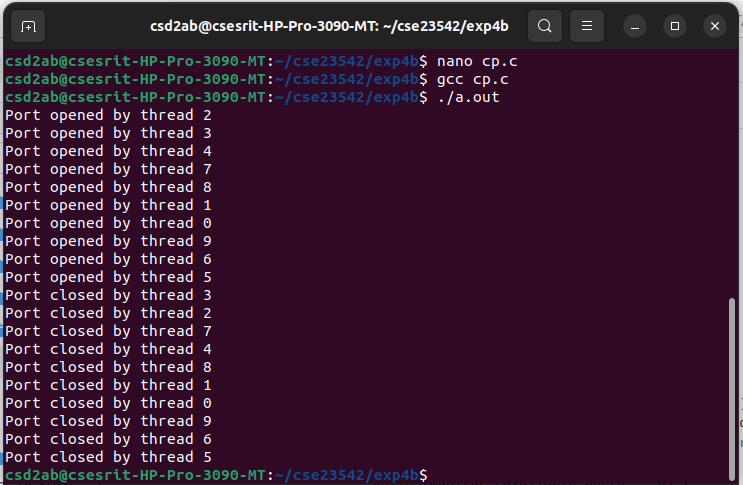 csd2ab@csesrit-HP-Pro-3090-MT: ~/cse23542/exp4b
csd2ab@csesrit-HP-Pro-3090-MT:~/cse23542/exp4b$ nano cp.c
csd2ab@csesrit-HP-Pro-3090-MT:~/cse23542/exp4b$ gcc cp.c
csd2ab@csesrit-HP-Pro-3090-MT:~/cse23542/exp4b$ ./a.out
Port opened by thread 2
Port opened by thread 3
Port opened by thread 4
Port opened by thread 7
Port opened by thread 8
Port opened by thread 1
Port opened by thread 0
Port opened by thread 9
Port opened by thread 6
Port opened by thread 5
Port closed by thread 3
Port closed by thread 2
Port closed by thread 7
Port closed by thread 4
Port closed by thread 8
Port closed by thread 1
Port closed by thread 0
Port closed by thread 9
Port closed by thread 6
Port closed by thread 5
csd2ab@csesrit-HP-Pro-3090-MT:~/cse23542/exp4b$